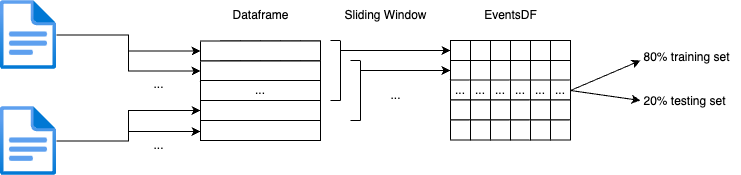 Dataframe
Sliding Window
EventsDF
80% training set
...
...
... ... ... ... ... ...
...
20% testing set
...